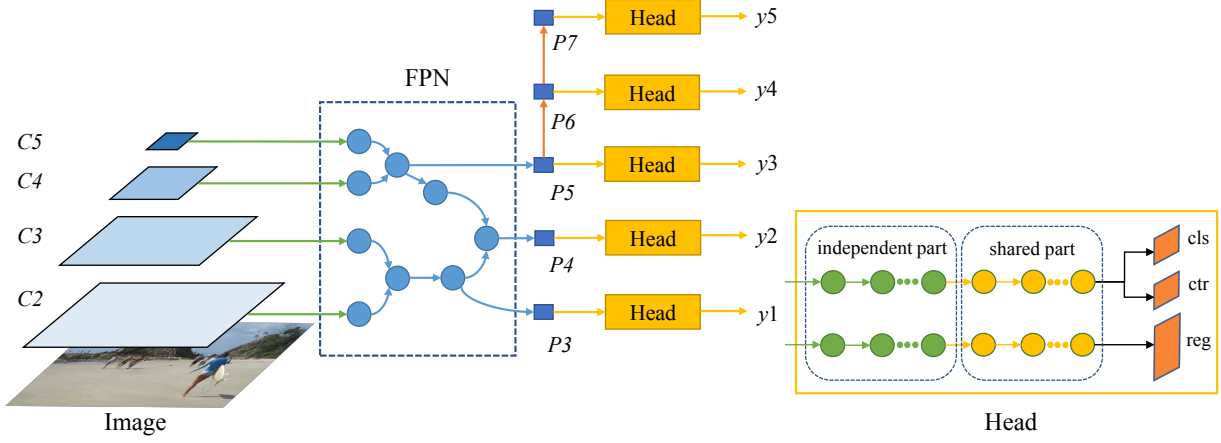 Head
y5
P7
FPN
Head
y4
P6
C5
Head
y3
C4
P5
C3
Head
y2
P4
C2
Head
y1
P3
Image
independent part
shared part
cls
ctr
reg
Head